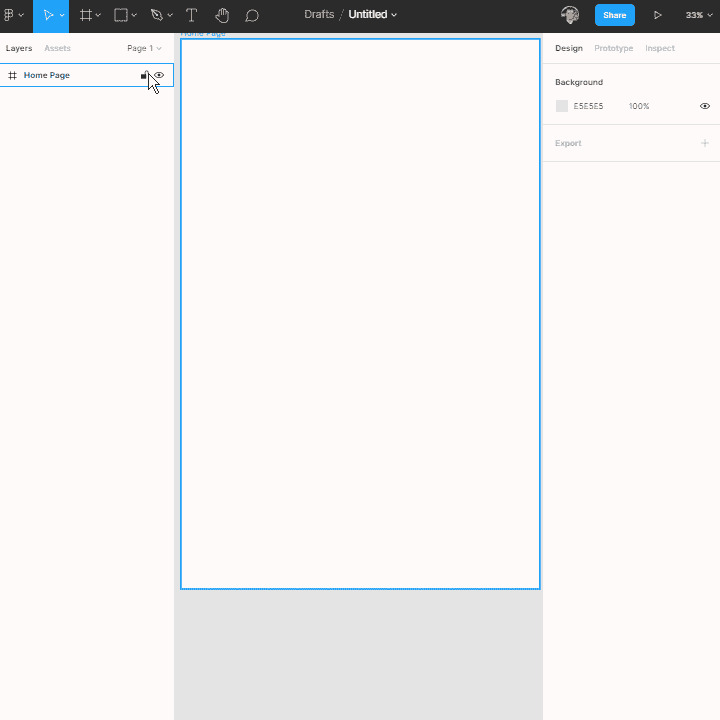 Drafts / Untitled
Share
33%
Layers
Assets
Page 1
Home Page
Home Page
Design
Prototype
Inspect
Background
E5E5E5
100%
Export